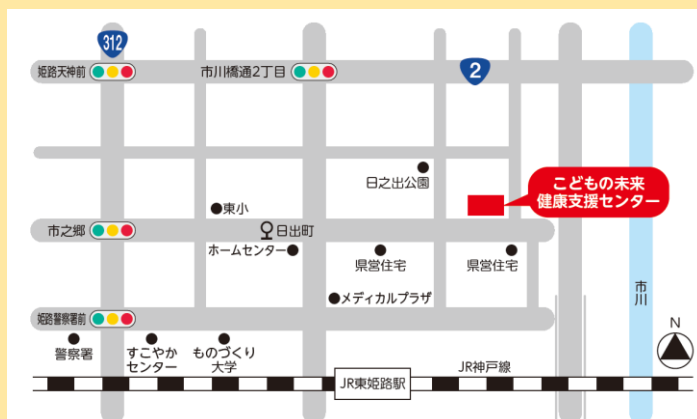 312
姫路天神前
市川橋通2丁目
2
日之出公園
こどもの未来
健康支援センター
東小
市之郷
日出町
ホームセンター
県営住宅
県営住宅
メディカルプラザ
市川
姫路警察署前
N
警察署
すこやか
センター
ものづくり
大学
JR神戸線
JR東姫路駅